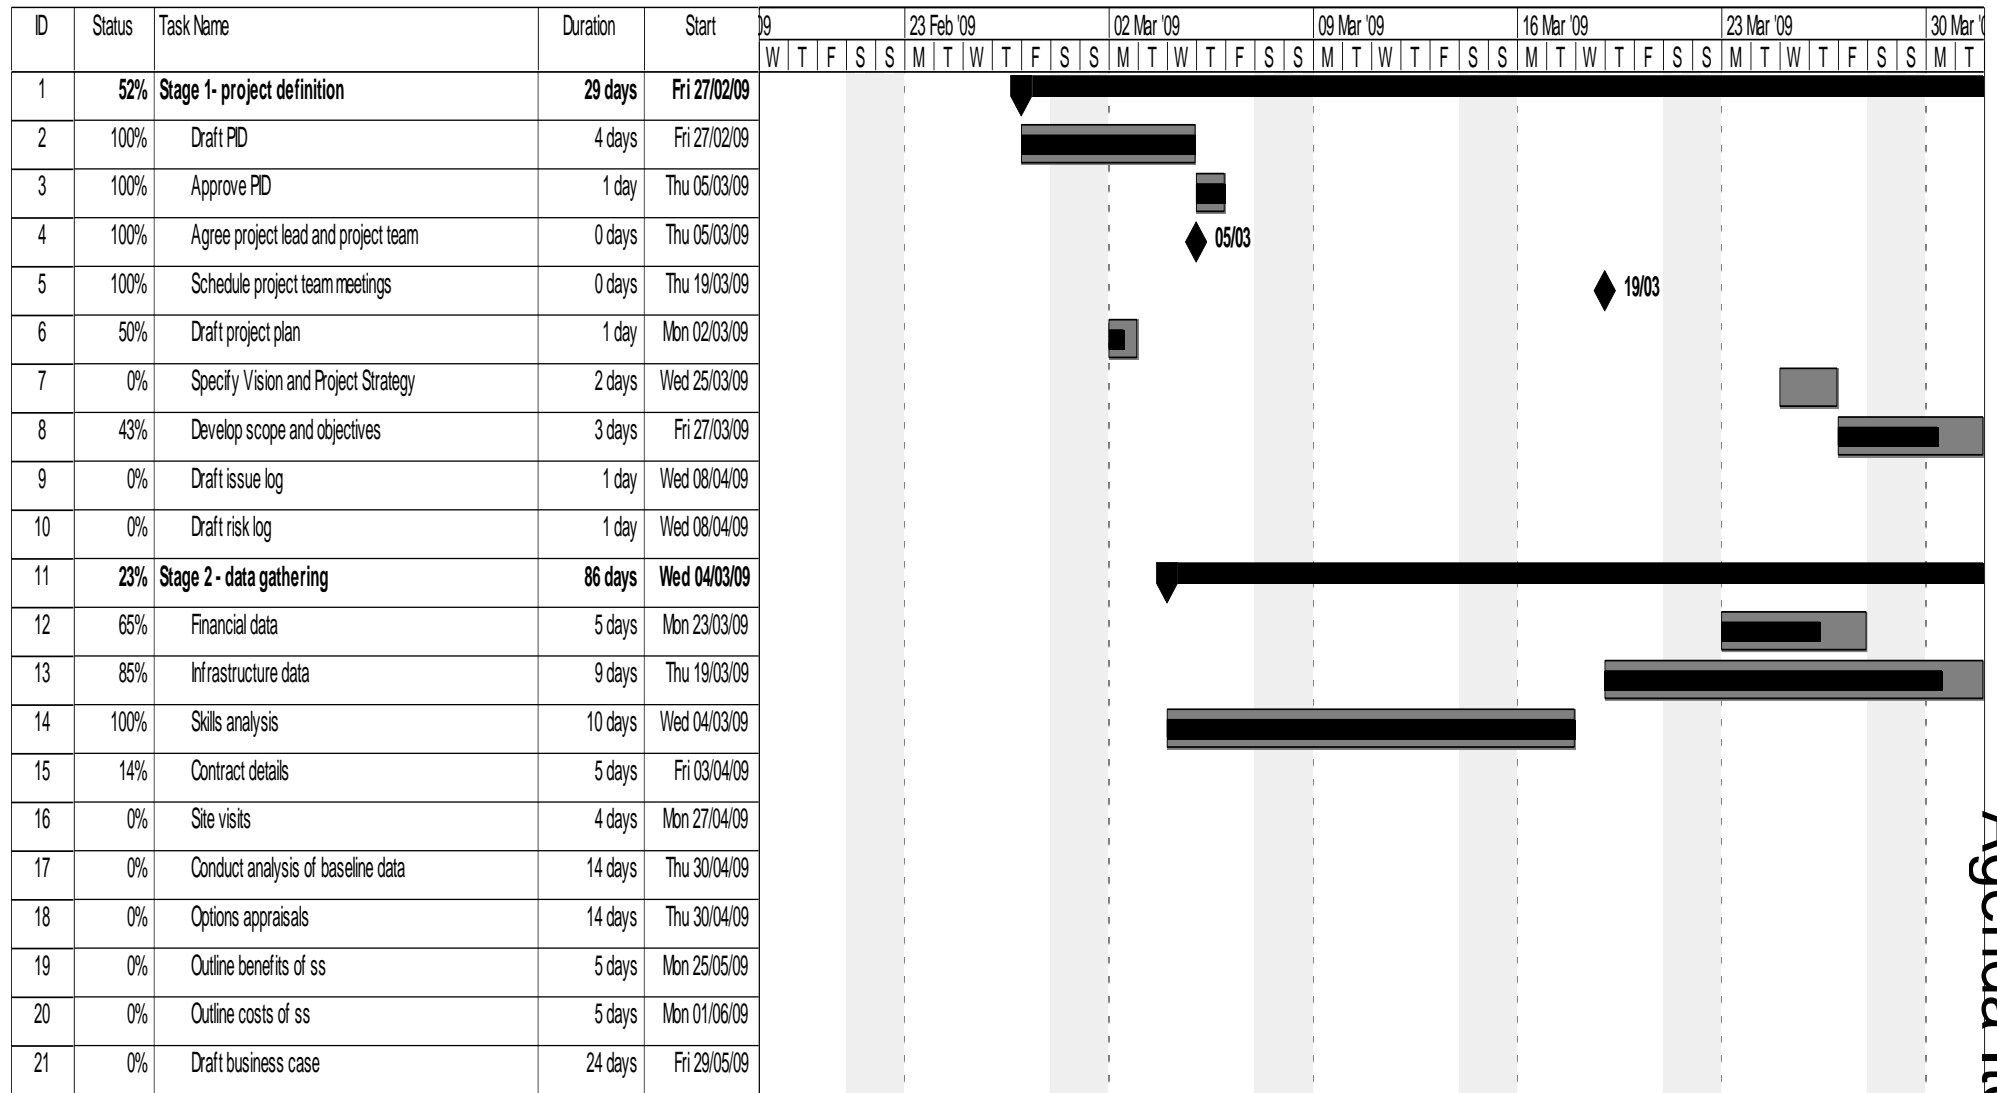 ID Status Task Name Duration Start 09 23 Feb '09 02 Mar '09 09 Mar '09 16 Mar '09 23 Mar '09 30 Mar '0
W T F S S M T W T F S S M T W T F S S M T W T F S S M T W T F S S M T W T F S S M T
1 52% Stage 1- project definition 29 days Fri 27/02/09
2 100% Draft PID 4 days Fri 27/02/09
3 100% Approve PID 1 day Thu 05/03/09
4 100% Agree project lead and project team 0 days Thu 05/03/09 05/03
5 100% Schedule project team meetings 0 days Thu 19/03/09 19/03
6 50% Draft project plan 1 day Mon 02/03/09
7 0% Specify Vision and Project Strategy 2 days Wed 25/03/09
8 43% Develop scope and objectives 3 days Fri 27/03/09
9 0% Draft issue log 1 day Wed 08/04/09
10 0% Draft risk log 1 day Wed 08/04/09
11 23% Stage 2 - data gathering 86 days Wed 04/03/09
12 65% Financial data 5 days Mon 23/03/09
13 85% Infrastructure data 9 days Thu 19/03/09
14 100% Skills analysis 10 days Wed 04/03/09
15 14% Contract details 5 days Fri 03/04/09
16 0% Site visits 4 days Mon 27/04/09
17 0% Conduct analysis of baseline data 14 days Thu 30/04/09
18 0% Options appraisals 14 days Thu 30/04/09
19 0% Outline benefits of ss 5 days Mon 25/05/09
20 0% Outline costs of ss 5 days Mon 01/06/09
21 0% Draft business case 24 days Fri 29/05/09
Agenda